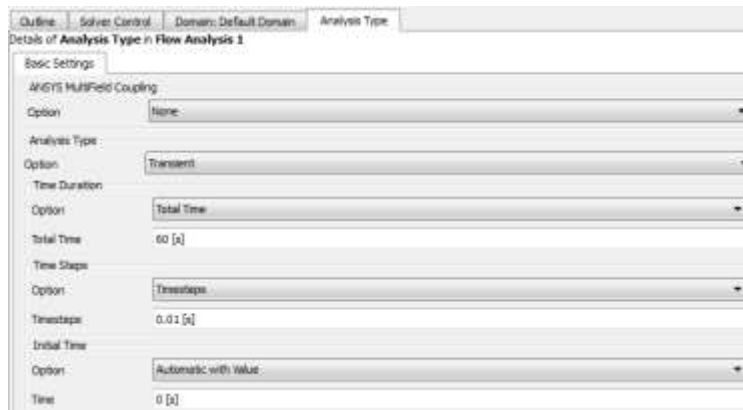 Outline Solver Control Domain: Default Domain Analysis Type
Details of Analysis Type in Flow Analysis 1
Basic Settings
ANSYS MultiField Coupling
Option None
Analysis Type
Option Transient
Time Duration
Option Total Time
Total Time 60 [s]
Time Steps
Option Timesteps
Timesteps 0.01 [s]
Initial Time
Option Automatic with Value
Time 0 [s]